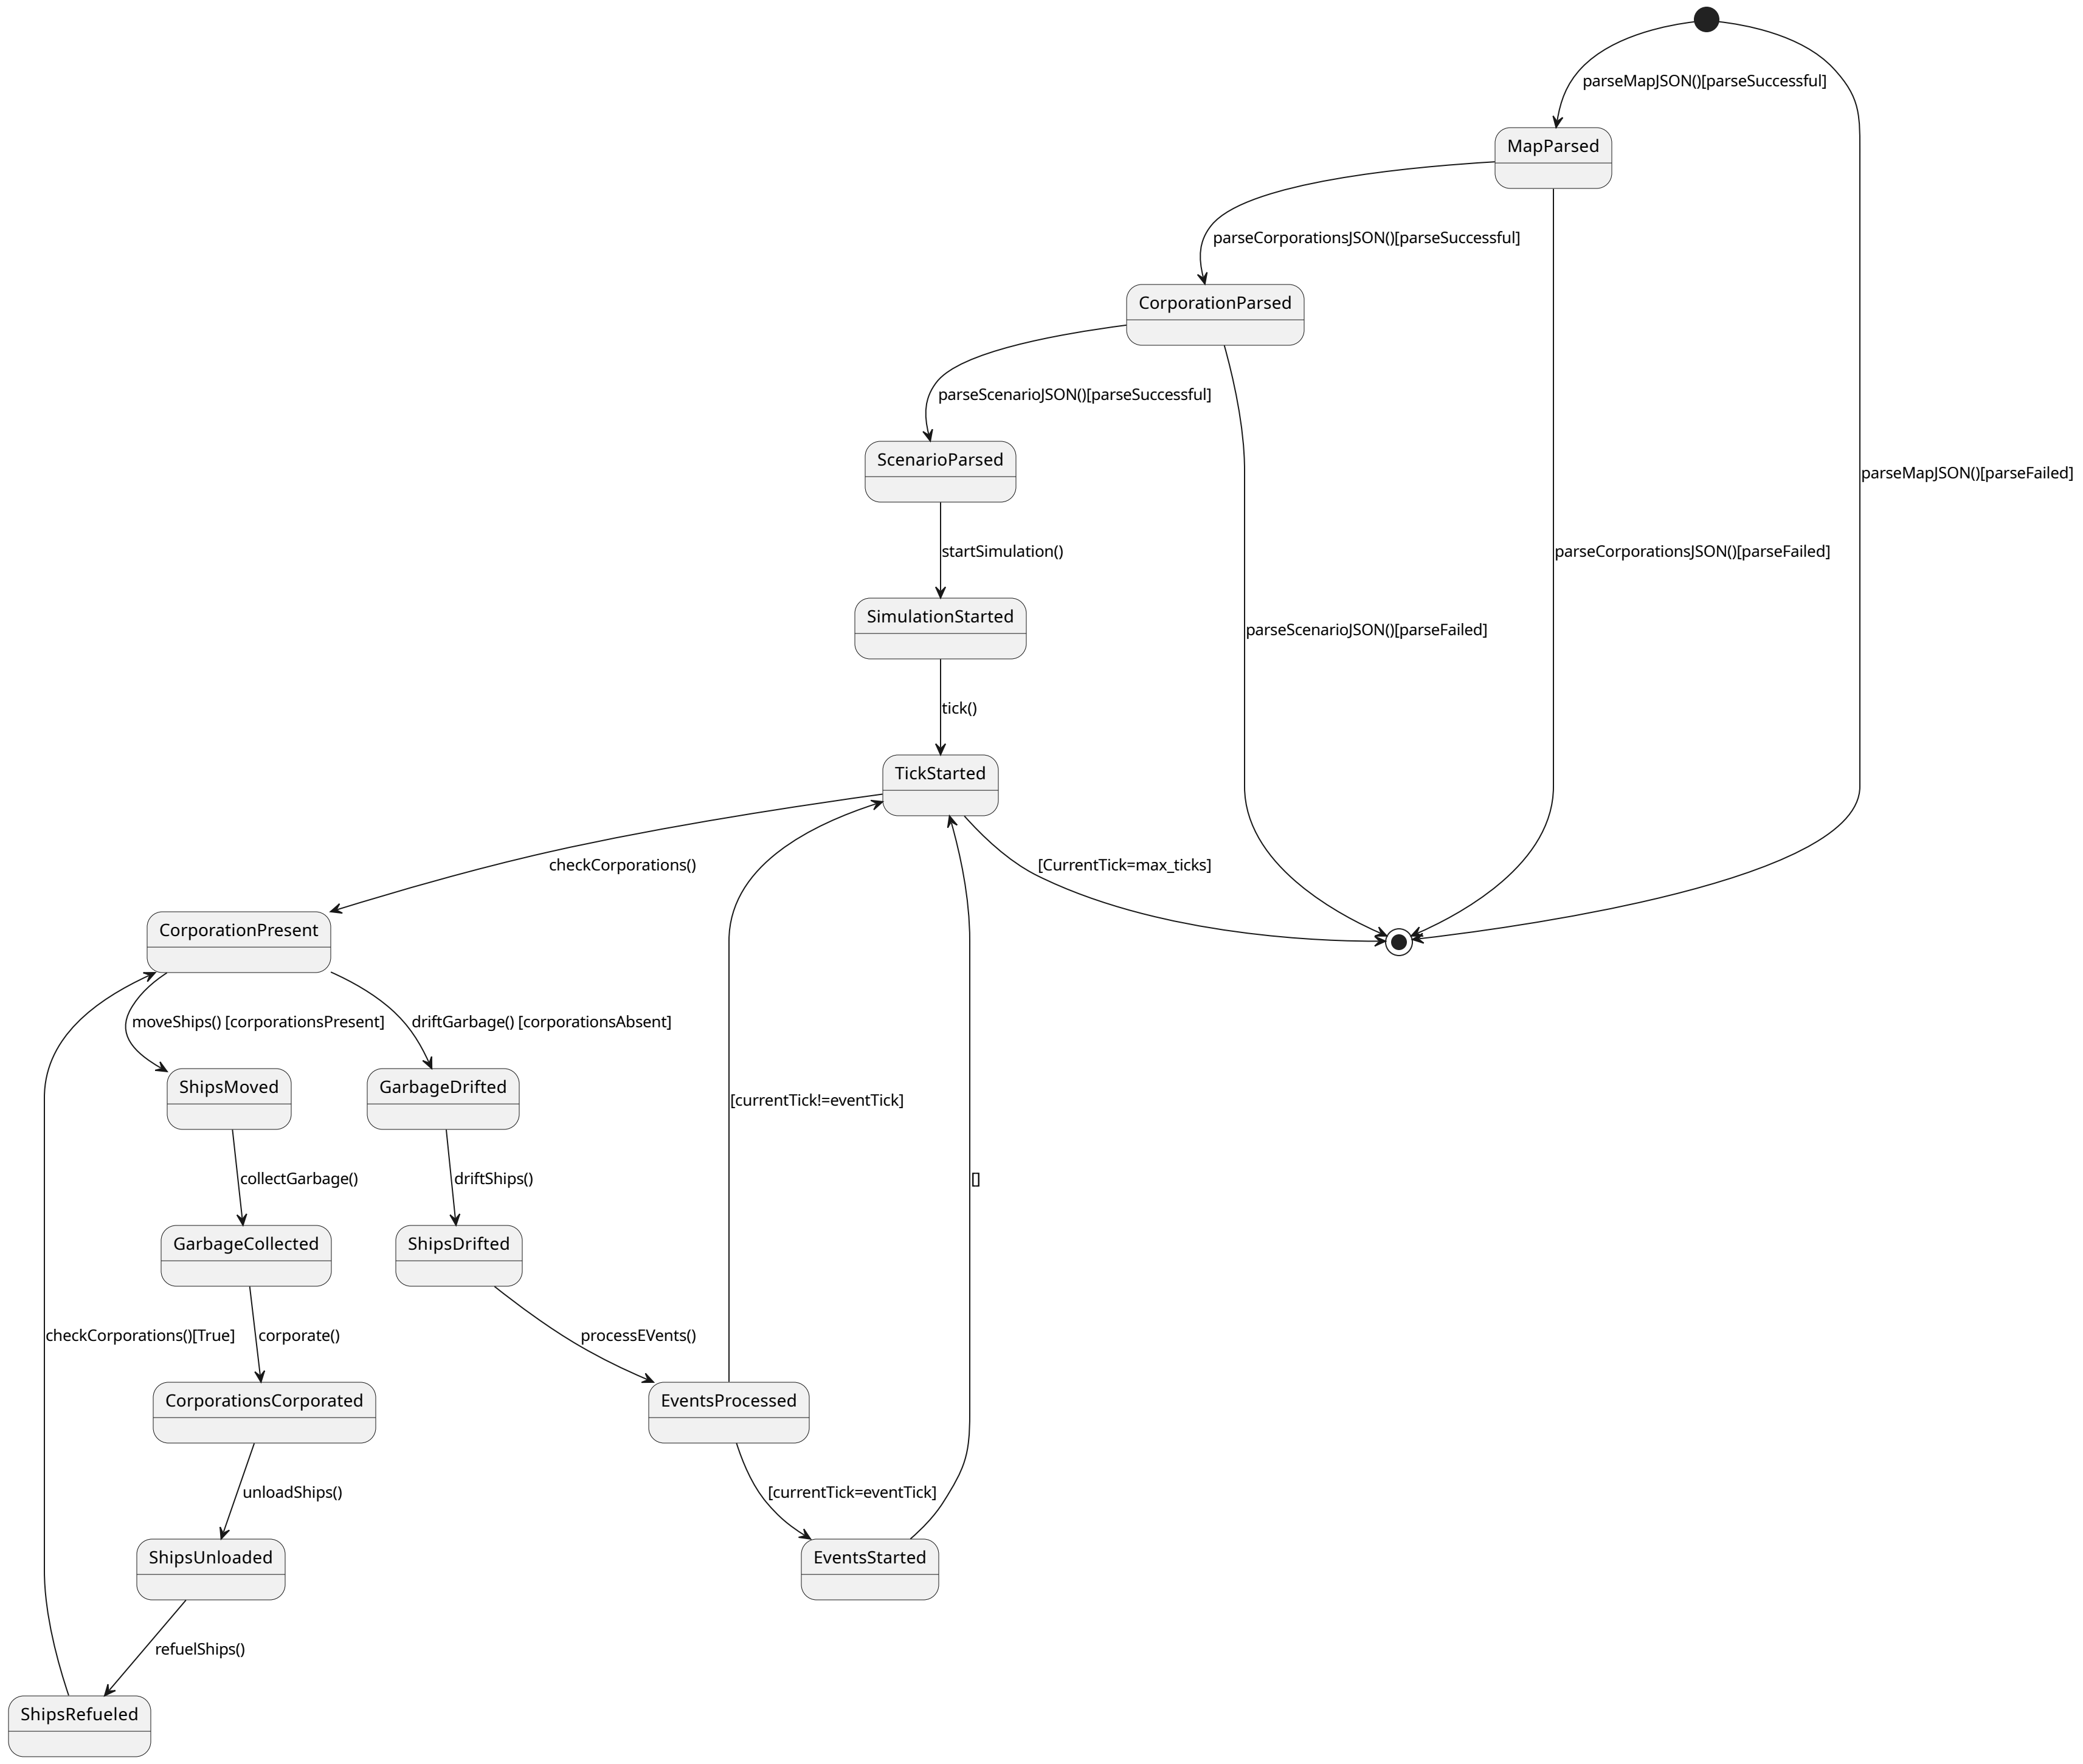 parseMapJSON()[parseSuccessful]
MapParsed
parseCorporationsJSON()[parseSuccessful]
CorporationParsed
parseScenarioJSON()[parseSuccessful]
ScenarioParsed
parseMapJSON()[parseFailed]
startSimulation()
parseCorporationsJSON()[parseFailed]
SimulationStarted
parseScenarioJSON()[parseFailed]
tick()
TickStarted
checkCorporations()
[CurrentTick=max_ticks]
CorporationPresent
moveShips() [corporationsPresent]
driftGarbage() [corporationsAbsent]
ShipsMoved
GarbageDrifted
[currentTick!=eventTick]
collectGarbage()
driftShips()
[]
GarbageCollected
ShipsDrifted
checkCorporations()[True]
corporate()
processEVents()
CorporationsCorporated
EventsProcessed
unloadShips()
[currentTick=eventTick]
ShipsUnloaded
EventsStarted
refuelShips()
ShipsRefueled